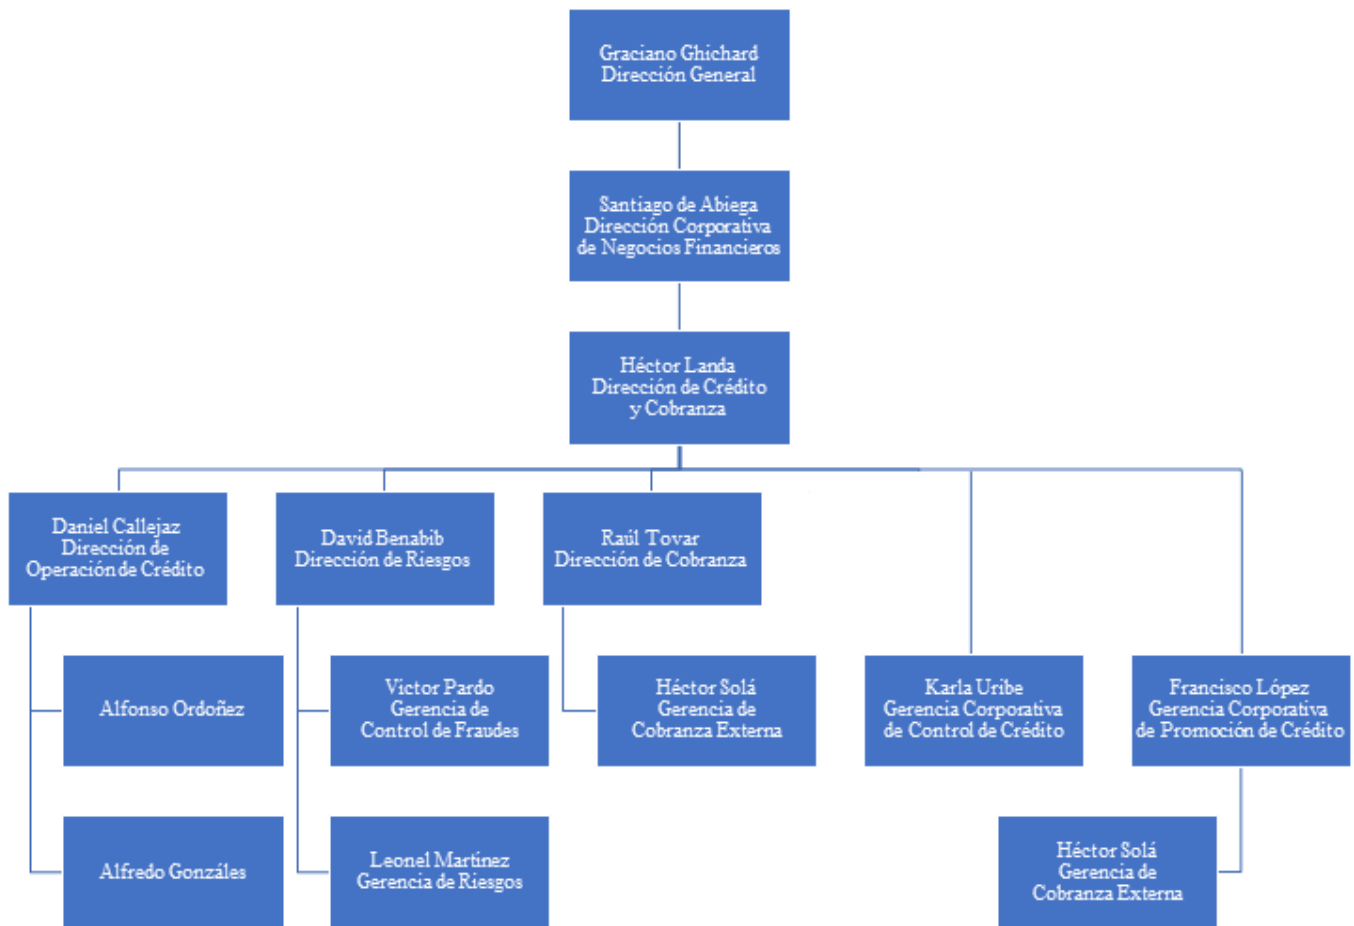 Graciano Ghichard
Dirección General
Santiago de Abiega
Dirección Corporativa
de Negocios Financieros
Héctor Landa
Dirección de Crédito
y Cobranza
Daniel Callejaz
Dirección de
Operación de Crédito
David Benabib
Dirección de Riesgos
Raúl Tovar
Dirección de Cobranza
Alfonso Ordoñez
Víctor Pardo
Gerencia de
Control de Fraudes
Héctor Solá
Gerencia de
Cobranza Externa
Karla Uribe
Gerencia Corporativa
de Control de Crédito
Francisco López
Gerencia Corporativa
de Promoción de Crédito
Alfredo Gonzáles
Leonel Martínez
Gerencia de Riesgos
Héctor Solá
Gerencia de
Cobranza Externa